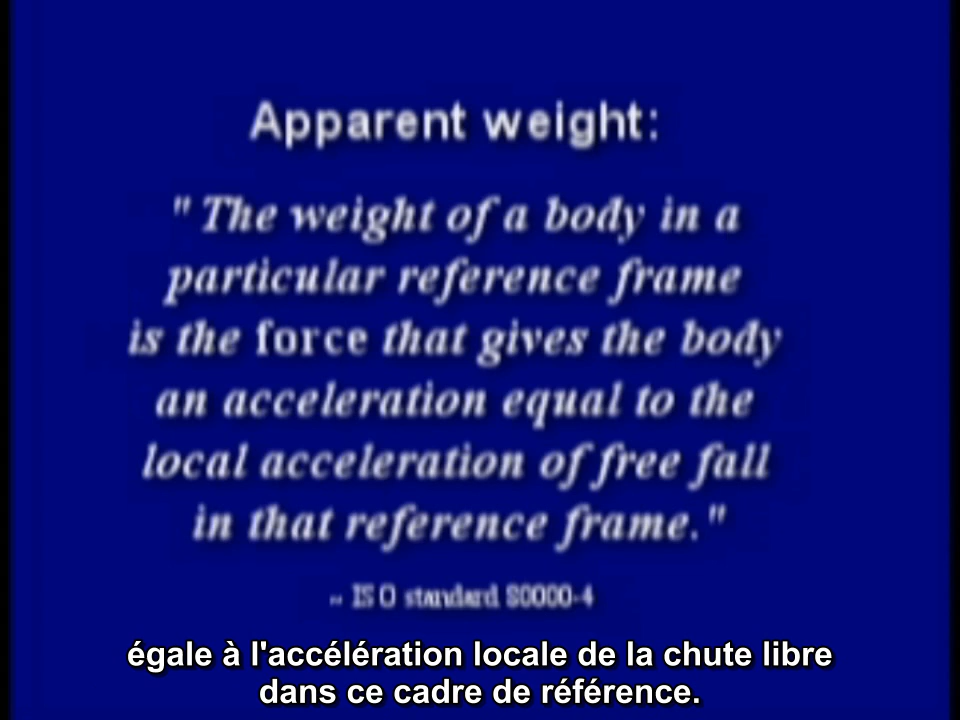 Apparent weight:
" The weight of a body in a
particular reference frame
is the force that gives the body
an acceleration equal to the
local acceleration of free fall
in that reference frame."
-- ISO standard 80000-4
égale à l'accélération locale de la chute libre
dans ce cadre de référence.